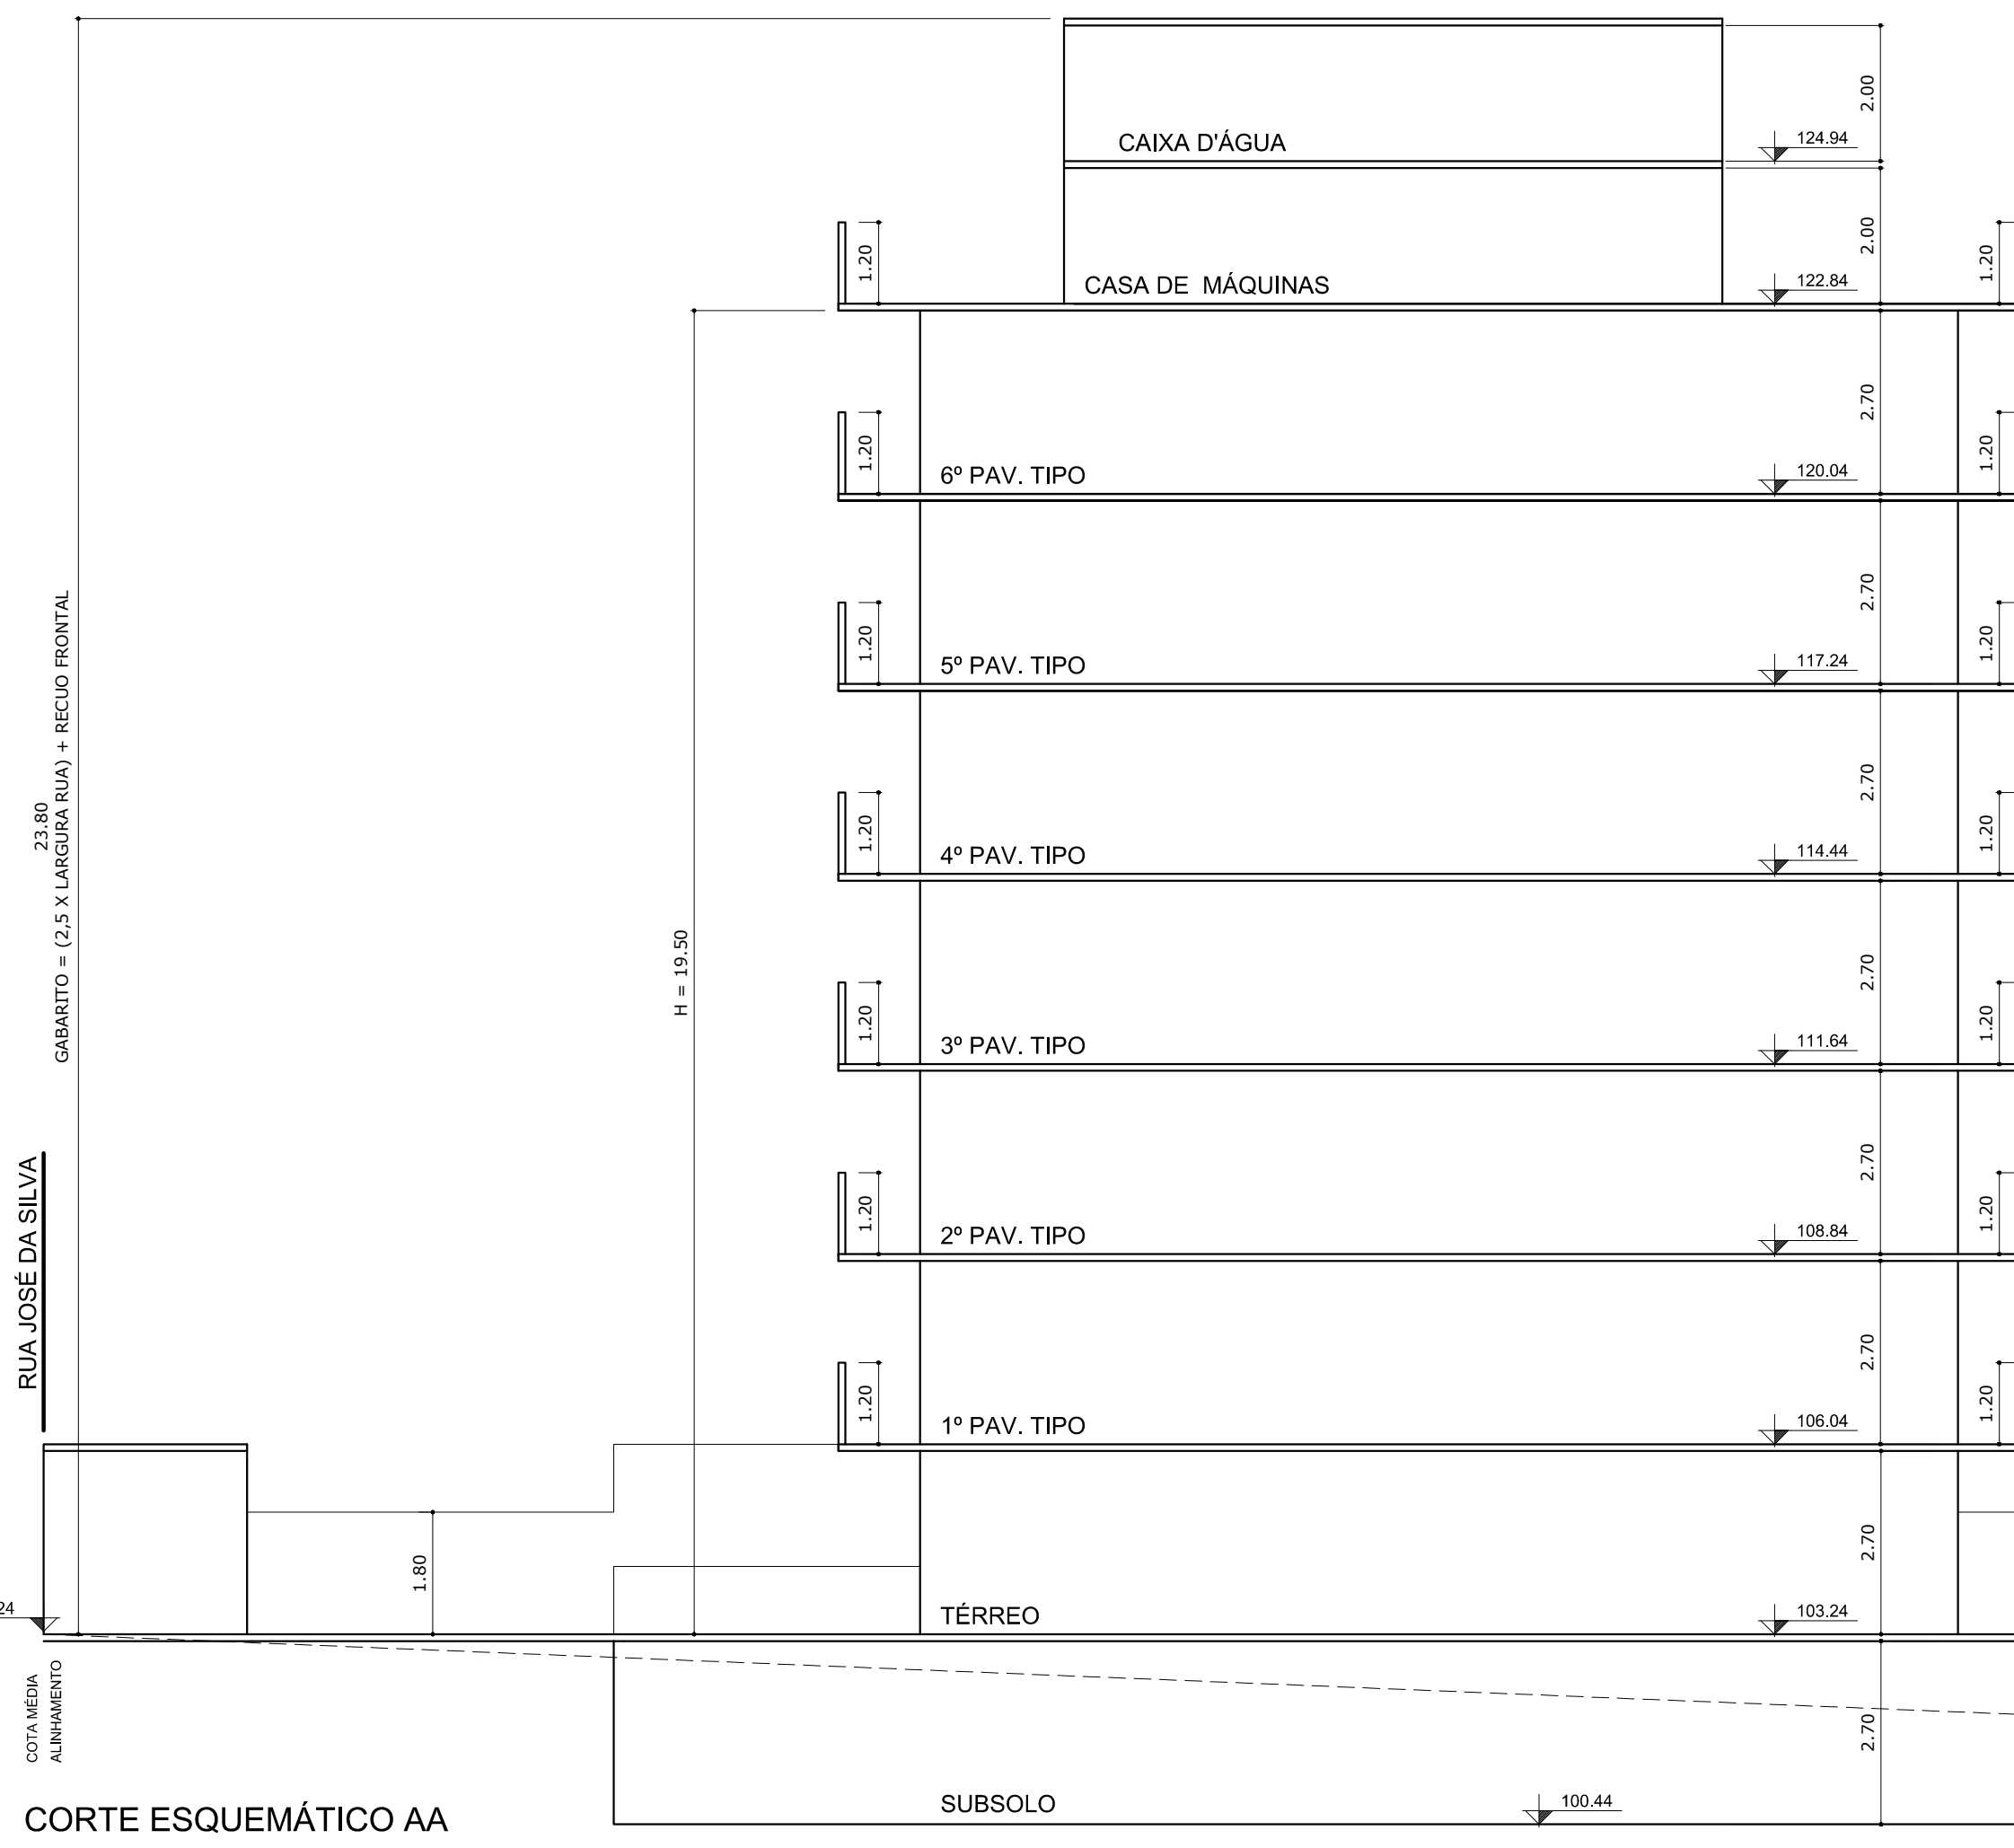 2.00
CAIXA D'ÁGUA
124.94
2.00
1.20
1.20
CASA DE MÁQUINAS
122.84
2.70
1.20
1.20
6º PAV. TIPO
120.04
2.70
1.20
1.20
5º PAV. TIPO
117.24
23.80
GABARITO = (2,5 X LARGURA RUA) + RECUO FRONTAL
2.70
1.20
1.20
4º PAV. TIPO
114.44
H = 19.50
2.70
1.20
1.20
3º PAV. TIPO
111.64
2.70
1.20
1.20
2º PAV. TIPO
108.84
RUA JOSÉ DA SILVA
2.70
1.20
1.20
1º PAV. TIPO
106.04
1.80
2.70
24
TÉRREO
103.24
COTA MÉDIA
ALINHAMENTO
2.70
SUBSOLO
100.44
CORTE ESQUEMÁTICO AA